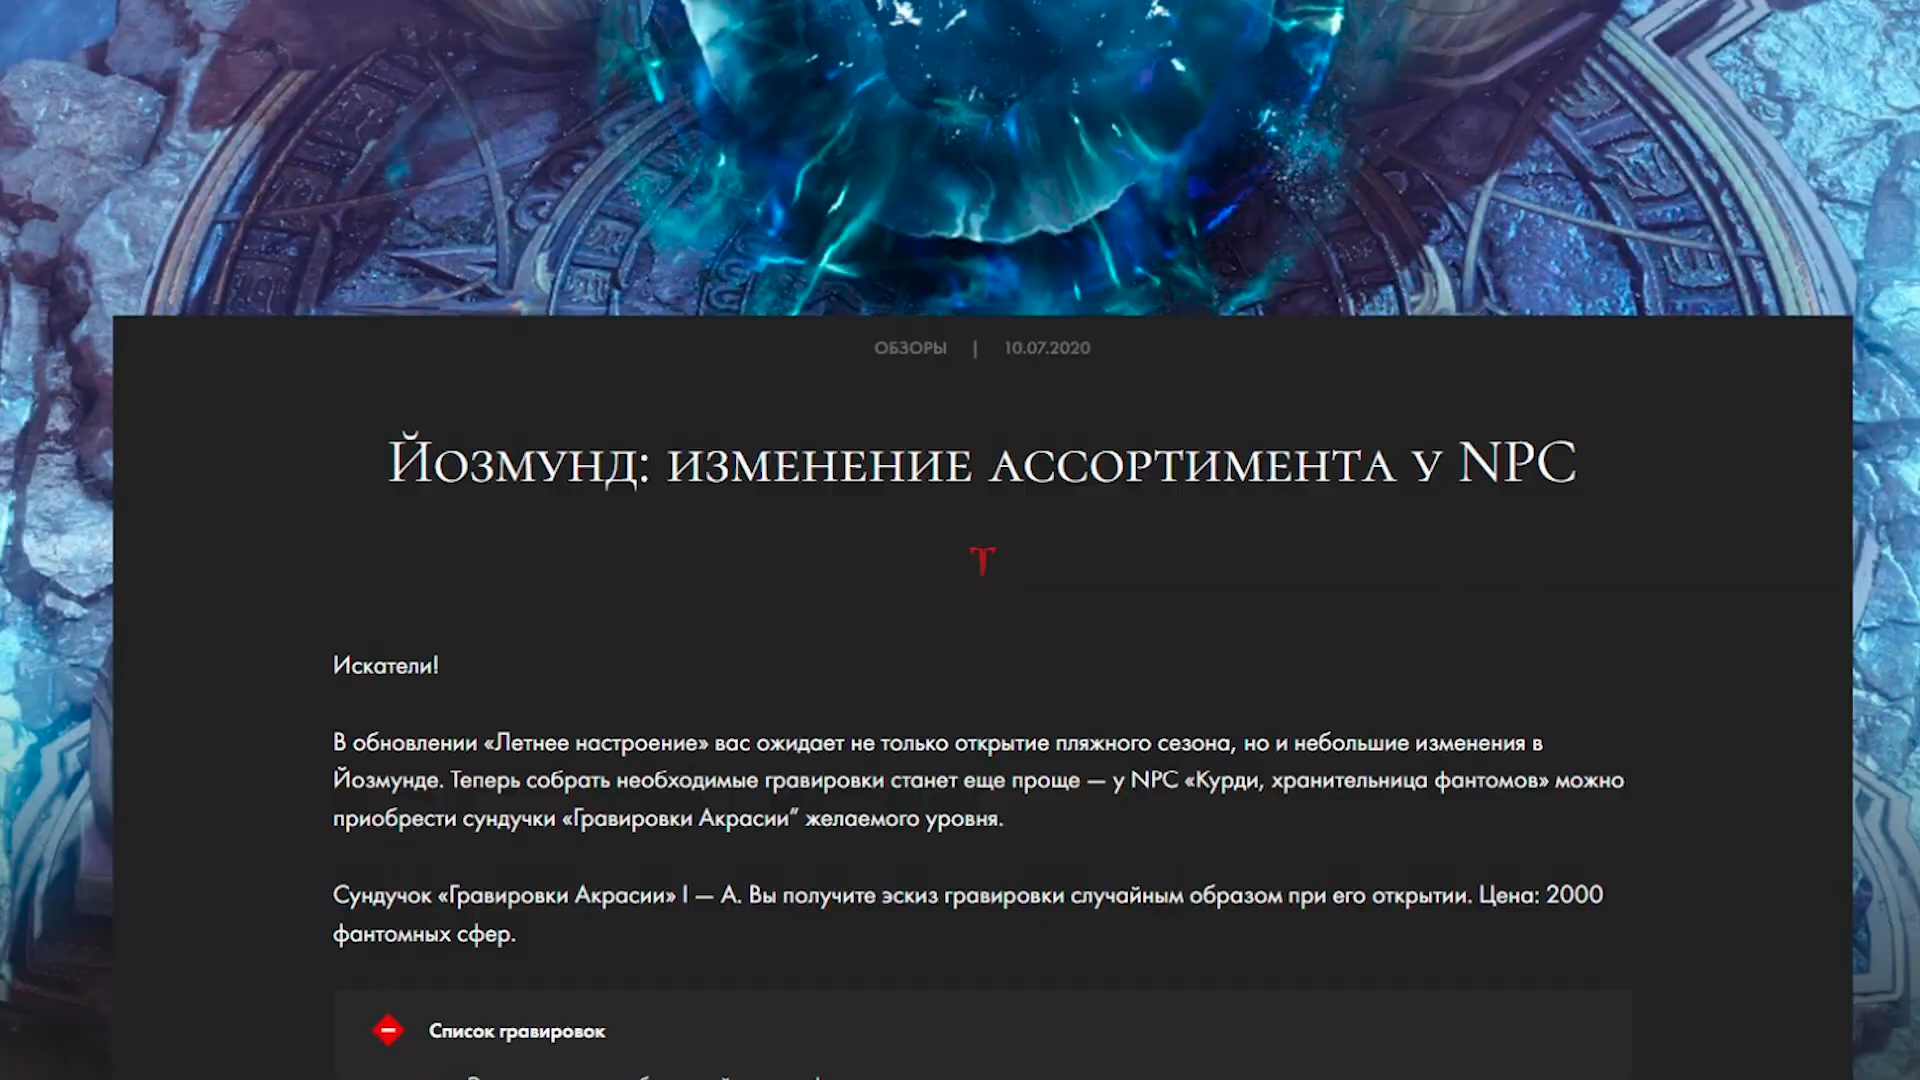 ОБЗОРЫ | 10.07.2020
Йозмунд: изменение ассортимента у NPC
Искатели!
В обновлении «Летнее настроение» вас ожидает не только открытие пляжного сезона, но и небольшие изменения в
Йозмунде. Теперь собрать необходимые гравировки станет еще проще — у NPC «Курди, хранительница фантомов» можно
приобрести сундучки «Гравировки Акрасии” желаемого уровня.
Сундучок «Гравировки Акрасии» I — A. Вы получите эскиз гравировки случайным образом при его открытии. Цена: 2000
фантомных сфер.
Список гравировок